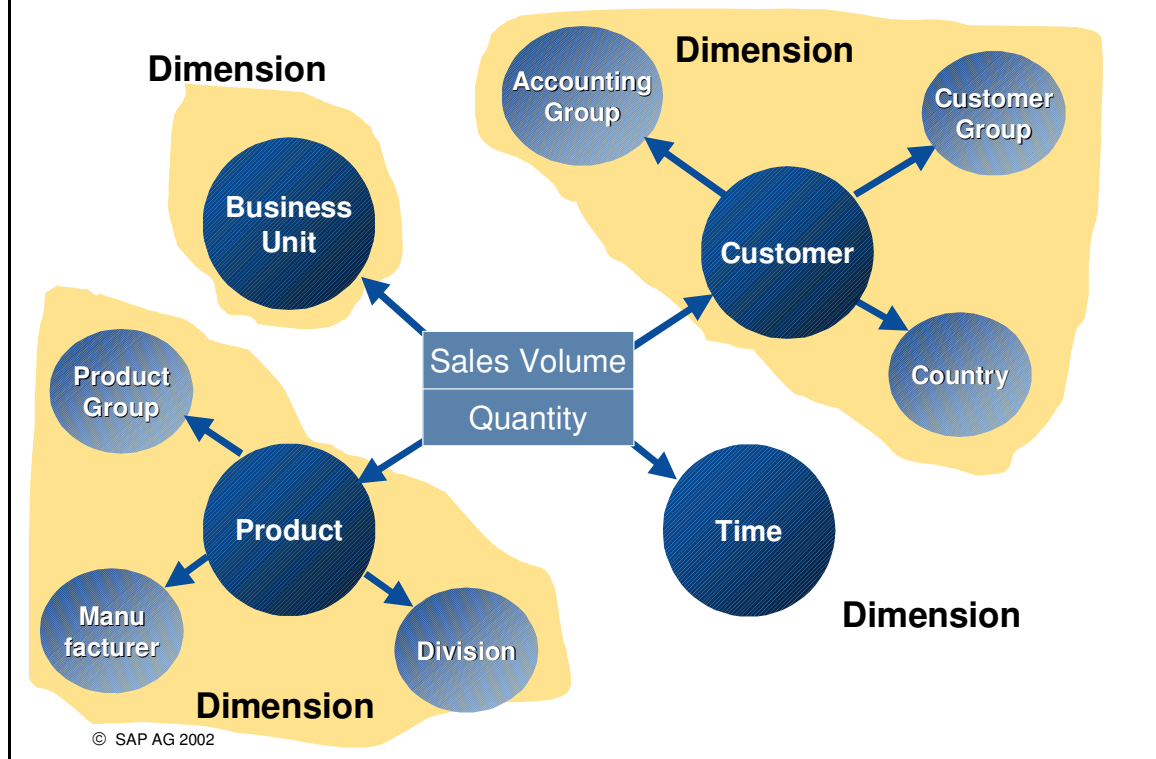 Dimension
Accounting
Group
Dimension
Customer
Group
Business
Unit
Customer
Sales Volume
Quantity
Product
Group
Country
Product
Time
Manu
facturer
Division
Dimension
Dimension
© SAP AG 2002